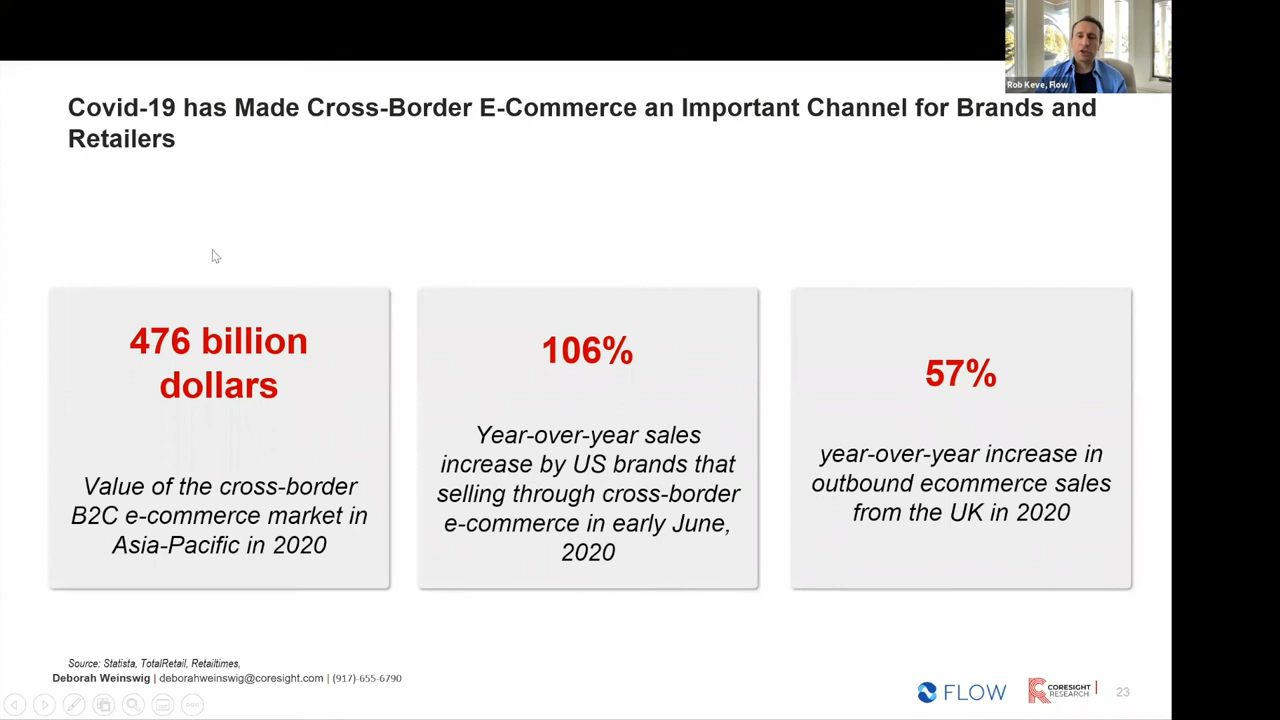 Rob Keve, Flow
Covid-19 has Made Cross-Border E-Commerce an Important Channel for Brands and
Retailers
476 billion
dollars
Value of the cross-border
B2C e-commerce market in
Asia-Pacific in 2020
106%
Year-over-year sales
increase by US brands that
selling through cross-border
e-commerce in early June,
2020
57%
year-over-year increase in
outbound ecommerce sales
from the UK in 2020
Source: Statista, TotalRetail, Retailtimes,
Deborah Weinswig | deborahweinswig@coresight.com | (917)-655-6790
FLOW
CORESIGHT
RESEARCH
23